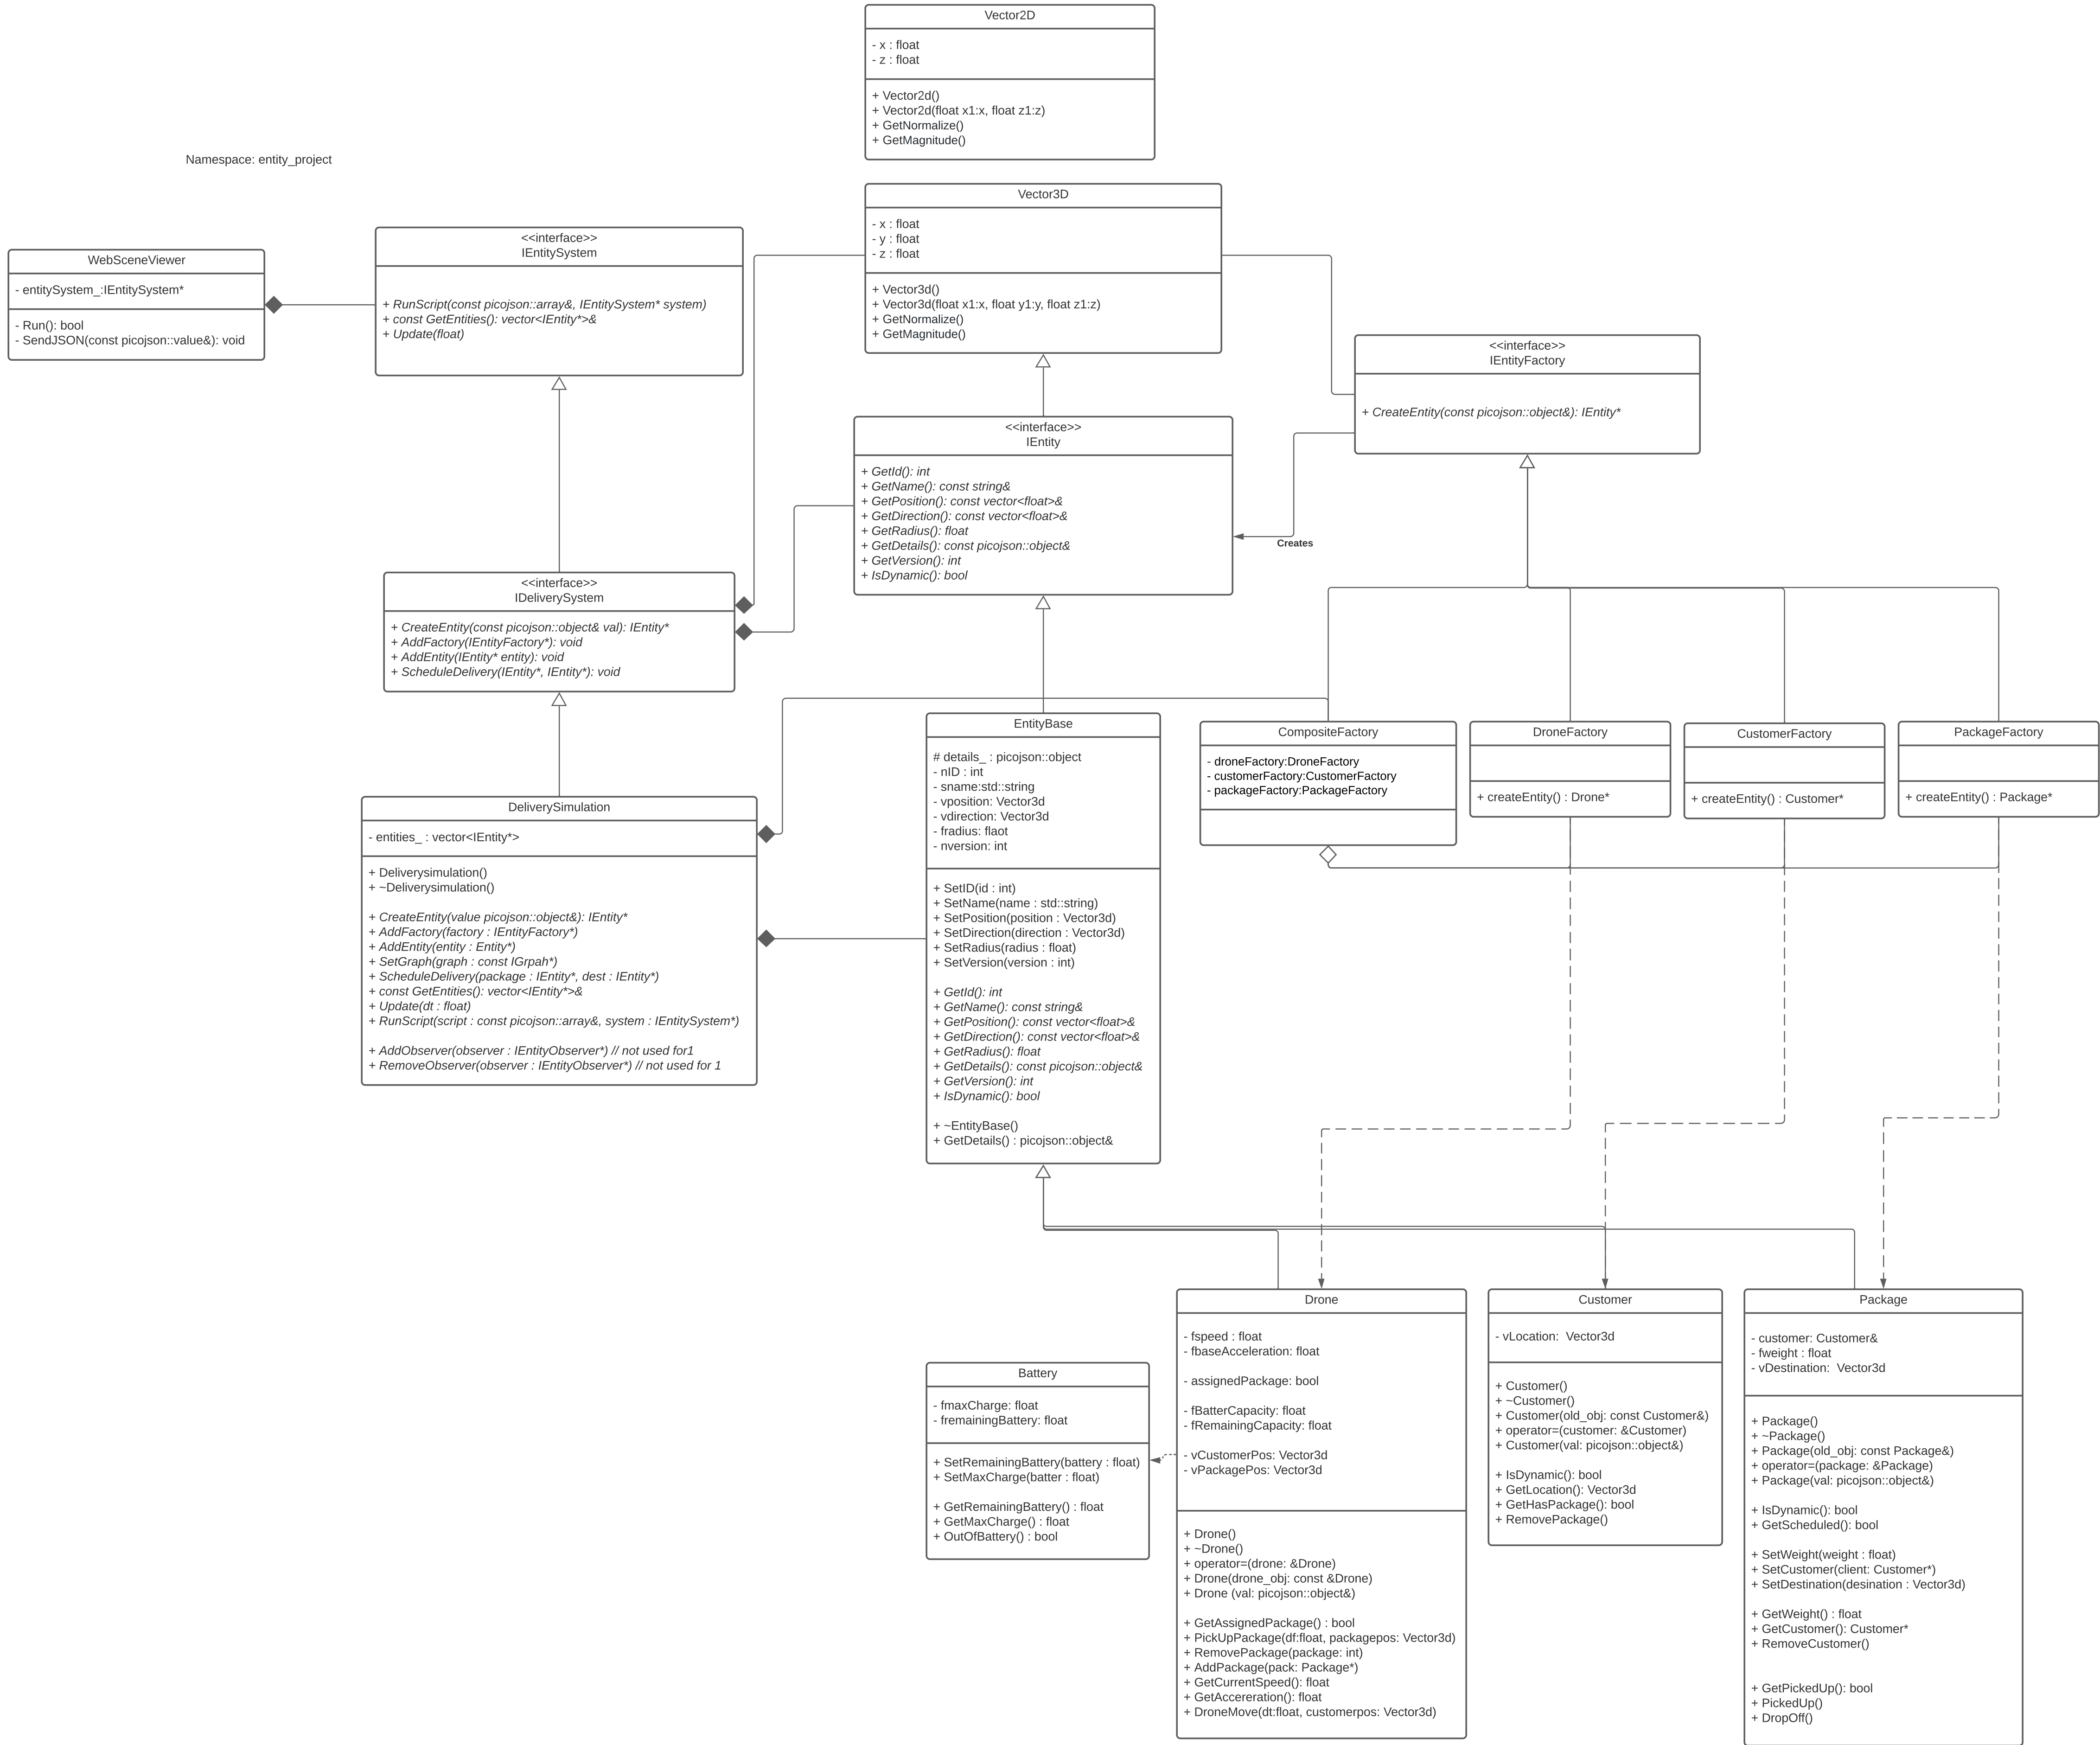 Vector2D
- x : float
- z : float
+ Vector2d()
+ Vector2d(float x1:x, float z1:z)
+ GetNormalize()
+ GetMagnitude()
Namespace: entity_project
WebSceneViewer
- entitySystem_:IEntitySystem*
- Run(): bool
- SendJSON(const picojson::value&): void
<<interface>>
IEntitySystem
+ RunScript(const picojson::array&, IEntitySystem* system)
+ const GetEntities(): vector<IEntity*>&
+ Update(float)
Vector3D
- x : float
- y : float
- z : float
+ Vector3d()
+ Vector3d(float x1:x, float y1:y, float z1:z)
+ GetNormalize()
+ GetMagnitude()
<<interface>>
IEntityFactory
+ CreateEntity(const picojson::object&): IEntity*
<<interface>>
IEntity
+ GetId(): int
+ GetName(): const string&
+ GetPosition(): const vector<float>&
+ GetDirection(): const vector<float>&
+ GetRadius(): float
+ GetDetails(): const picojson::object&
+ GetVersion(): int
+ IsDynamic(): bool
Creates
<<interface>>
IDeliverySystem
+ CreateEntity(const picojson::object& val): IEntity*
+ AddFactory(IEntityFactory*): void
+ AddEntity(IEntity* entity): void
+ ScheduleDelivery(IEntity*, IEntity*): void
DeliverySimulation
- entities_ : vector<IEntity*>
+ Deliverysimulation()
+ ~Deliverysimulation()
+ CreateEntity(value picojson::object&): IEntity*
+ AddFactory(factory : IEntityFactory*)
+ AddEntity(entity : Entity*)
+ SetGraph(graph : const IGrpah*)
+ ScheduleDelivery(package : IEntity*, dest : IEntity*)
+ const GetEntities(): vector<IEntity*>&
+ Update(dt : float)
+ RunScript(script : const picojson::array&, system : IEntitySystem*)
+ AddObserver(observer : IEntityObserver*) // not used for1
+ RemoveObserver(observer : IEntityObserver*) // not used for 1
EntityBase
# details_ : picojson::object
- nID : int
- sname:std::string
- vposition: Vector3d
- vdirection: Vector3d
- fradius: flaot
- nversion: int
+ SetID(id : int)
+ SetName(name : std::string)
+ SetPosition(position : Vector3d)
+ SetDirection(direction : Vector3d)
+ SetRadius(radius : float)
+ SetVersion(version : int)
+ GetId(): int
+ GetName(): const string&
+ GetPosition(): const vector<float>&
+ GetDirection(): const vector<float>&
+ GetRadius(): float
+ GetDetails(): const picojson::object&
+ GetVersion(): int
+ IsDynamic(): bool
+ ~EntityBase()
+ GetDetails() : picojson::object&
CompositeFactory
- droneFactory:DroneFactory
- customerFactory:CustomerFactory
- packageFactory:PackageFactory
DroneFactory
+ createEntity() : Drone*
CustomerFactory
+ createEntity() : Customer*
PackageFactory
+ createEntity() : Package*
Battery
- fmaxCharge: float
- fremainingBattery: float
+ SetRemainingBattery(battery : float)
+ SetMaxCharge(batter : float)
+ GetRemainingBattery() : float
+ GetMaxCharge() : float
+ OutOfBattery() : bool
Drone
- fspeed : float
- fbaseAcceleration: float
- assignedPackage: bool
- fBatterCapacity: float
- fRemainingCapacity: float
- vCustomerPos: Vector3d
- vPackagePos: Vector3d
+ Drone()
+ ~Drone()
+ operator=(drone: &Drone)
+ Drone(drone_obj: const &Drone)
+ Drone (val: picojson::object&)
+ GetAssignedPackage() : bool
+ PickUpPackage(df:float, packagepos: Vector3d)
+ RemovePackage(package: int)
+ AddPackage(pack: Package*)
+ GetCurrentSpeed(): float
+ GetAccereration(): float
+ DroneMove(dt:float, customerpos: Vector3d)
Customer
- vLocation:  Vector3d
+ Customer()
+ ~Customer()
+ Customer(old_obj: const Customer&)
+ operator=(customer: &Customer)
+ Customer(val: picojson::object&)
+ IsDynamic(): bool
+ GetLocation(): Vector3d
+ GetHasPackage(): bool
+ RemovePackage()
Package
- customer: Customer&
- fweight : float
- vDestination:  Vector3d
+ Package()
+ ~Package()
+ Package(old_obj: const Package&)
+ operator=(package: &Package)
+ Package(val: picojson::object&)
+ IsDynamic(): bool
+ GetScheduled(): bool
+ SetWeight(weight : float)
+ SetCustomer(client: Customer*)
+ SetDestination(desination : Vector3d)
+ GetWeight() : float
+ GetCustomer(): Customer*
+ RemoveCustomer()
+ GetPickedUp(): bool
+ PickedUp()
+ DropOff()